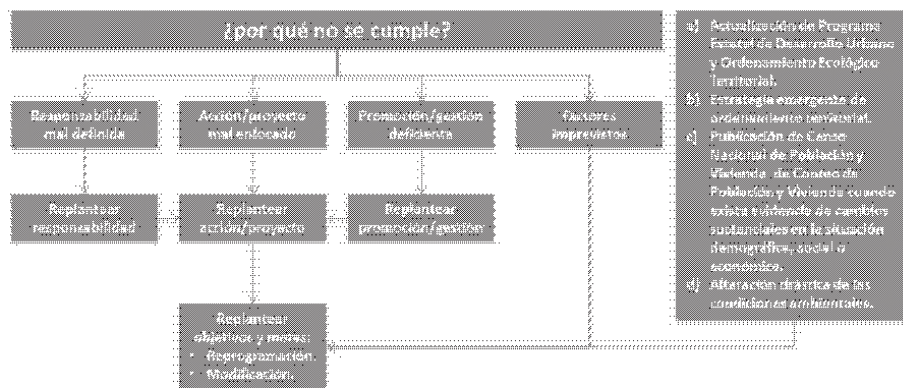 ¿por qué no se cumple?
Responsabilidad
mal definida
Acción/proyecto
mal enfocado
Promoción/gestión
deficiente
Factores
imprevistos
Replantear
responsabilidad
Replantear
acción/proyecto
Replantear
promoción/gestión
Replantear
objetivos y metas:
• Reprogramación.
• Modificación.
a) Actualización de Programa
Estatal de Desarrollo Urbano
y Ordenamiento Ecológico
Territorial.
b) Estrategia emergente de
ordenamiento territorial.
c) Publicación de Censo
Nacional de Población y
Vivienda de Conteo de
Población y Vivienda cuando
exista evidencia de cambios
sustanciales en la situación
demográfica, social o
económica.
d) Alteración drástica de las
condiciones ambientales.